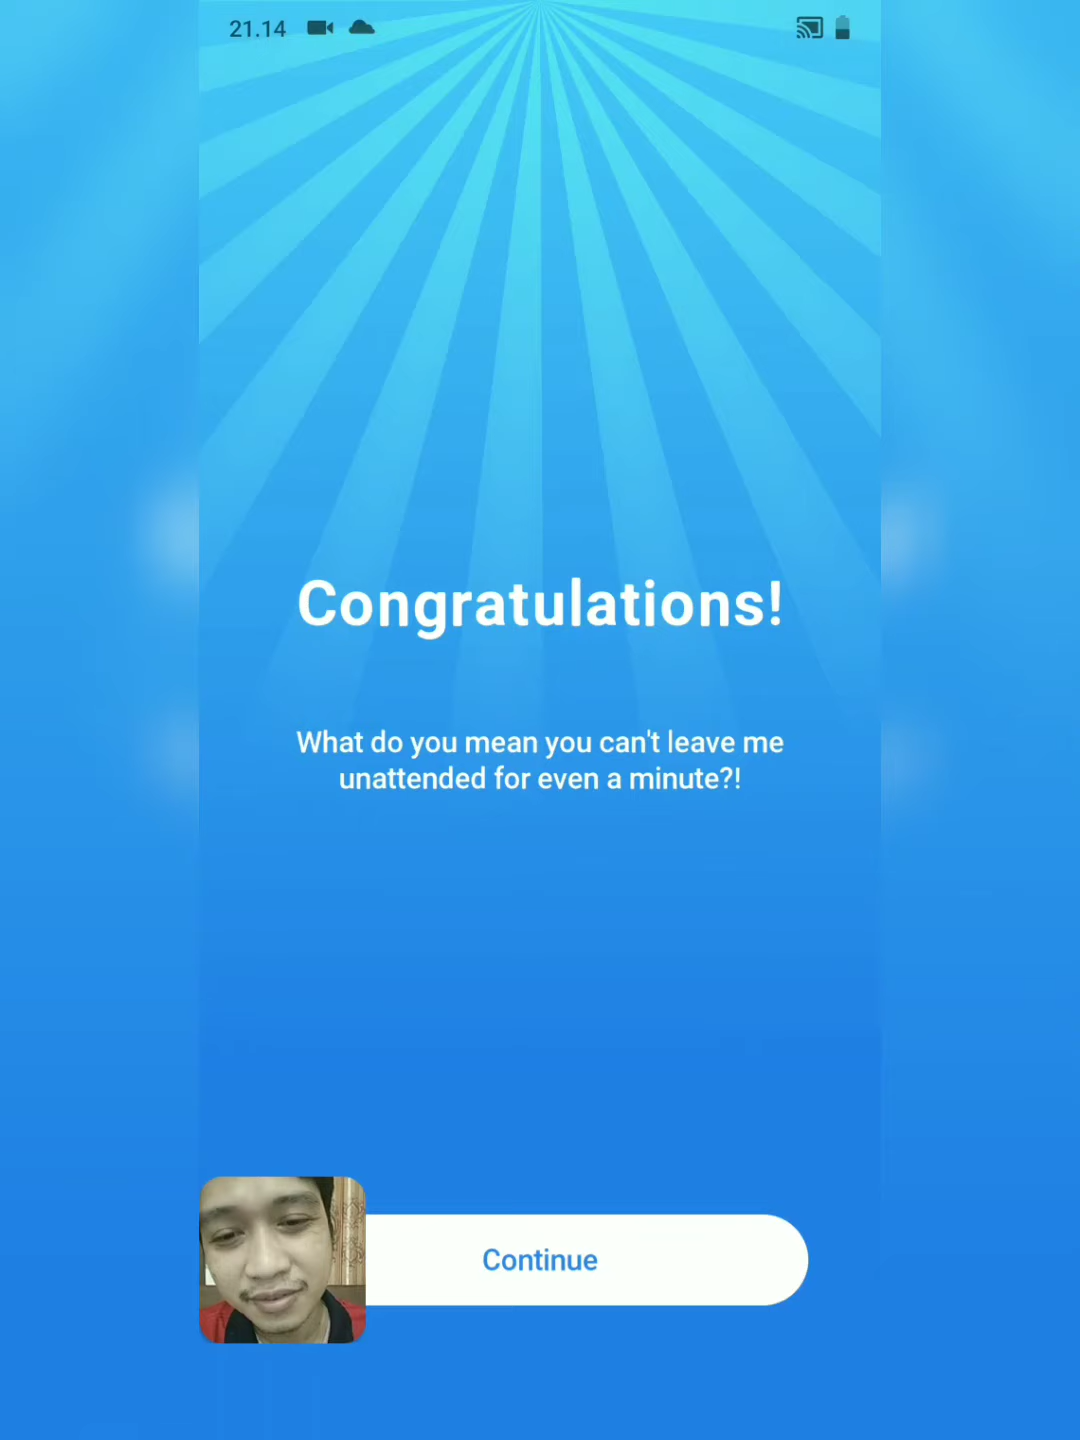 21.14
Congratulations!
What do you mean you can't leave me
unattended for even a minute?!
Continue